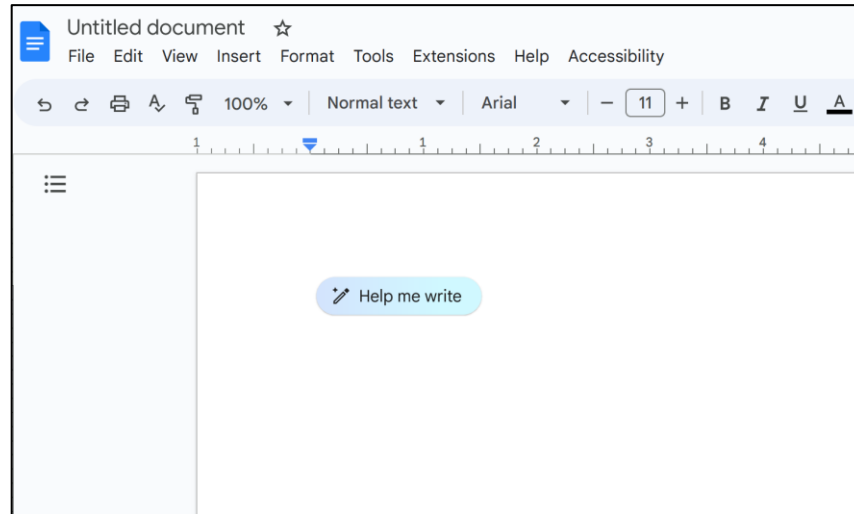 Untitled document
File Edit View Insert Format Tools Extensions Help Accessibility
100% Normal text Arial 11 B I U A
1 1 2 3 4
Help me write